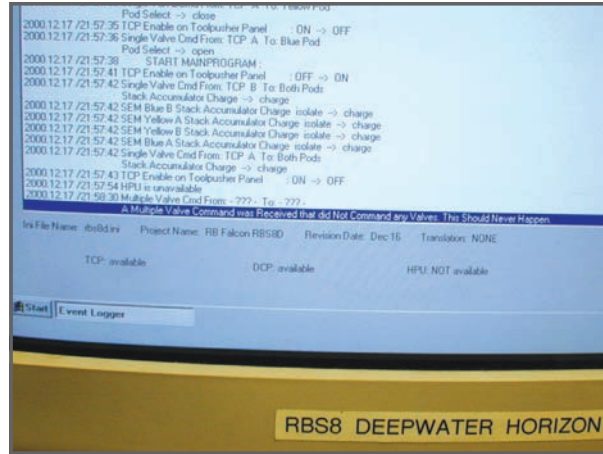 Pod Select -> close
2000.12.17 /21:57:35 TCP Enable on Toolpusher Panel : ON -> OFF
2000.12.17 /21:57:36 Single Valve Cmd From: TCP A To: Blue Pod
Pod Select -> open
2000.12.17 /21:57:38 START MAINPROGRAM :
2000.12.17 /21:57:41 TCP Enable on Toolpusher Panel : OFF -> ON
2000.12.17 /21:57:42 Single Valve Cmd From: TCP B To: Both Pods
Stack Accumulator Charge -> charge
2000.12.17 /21:57:42 SEM Blue B Stack Accumulator Charge isolate -> charge
2000.12.17 /21:57:42 SEM Yellow A Stack Accumulator Charge isolate -> charge
2000.12.17 /21:57:42 SEM Yellow B Stack Accumulator Charge isolate -> charge
2000.12.17 /21:57:42 SEM Blue A Stack Accumulator Charge isolate -> charge
2000.12.17 /21:57:42 Single Valve Cmd From: TCP A To: Both Pods
Stack Accumulator Charge -> charge
2000.12.17 /21:57:43 TCP Enable on Toolpusher Panel : ON -> OFF
2000.12.17 /21:57:54 HPU is unavailable
2000.12.17 /21:58:30 Multiple Valve Cmd From: - ??? - To: - ??? -
A Multiple Valve Command was Received that did Not Command any Valves. This Should Never Happen.
Ini File Name: rbs8d.ini Project Name: RB Falcon RBS8D Revision Date: Dec 16 Translation: NONE
TCP: available DCP: available HPU: NOT available
Start Event Logger
RBS8 DEEPWATER HORIZON